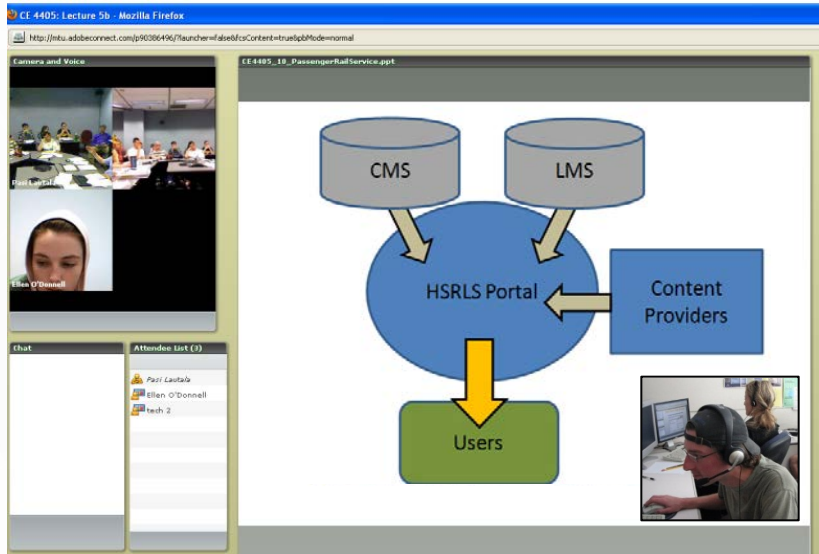 CE 4405: Lecture 5b - Mozilla Firefox
http://mtu.adobeconnect.com/p90386496/?launcher=false&fcsContent=true&pbMode=normal
Camera and Voice
Pasi Lautala
Ellen O'Donnell
Chat
Attendee List (3)
Pasi Lautala
Ellen O'Donnell
tech 2
CE4405_10_PassengerRailService.ppt
CMS
LMS
HSRLS Portal
Content
Providers
Users